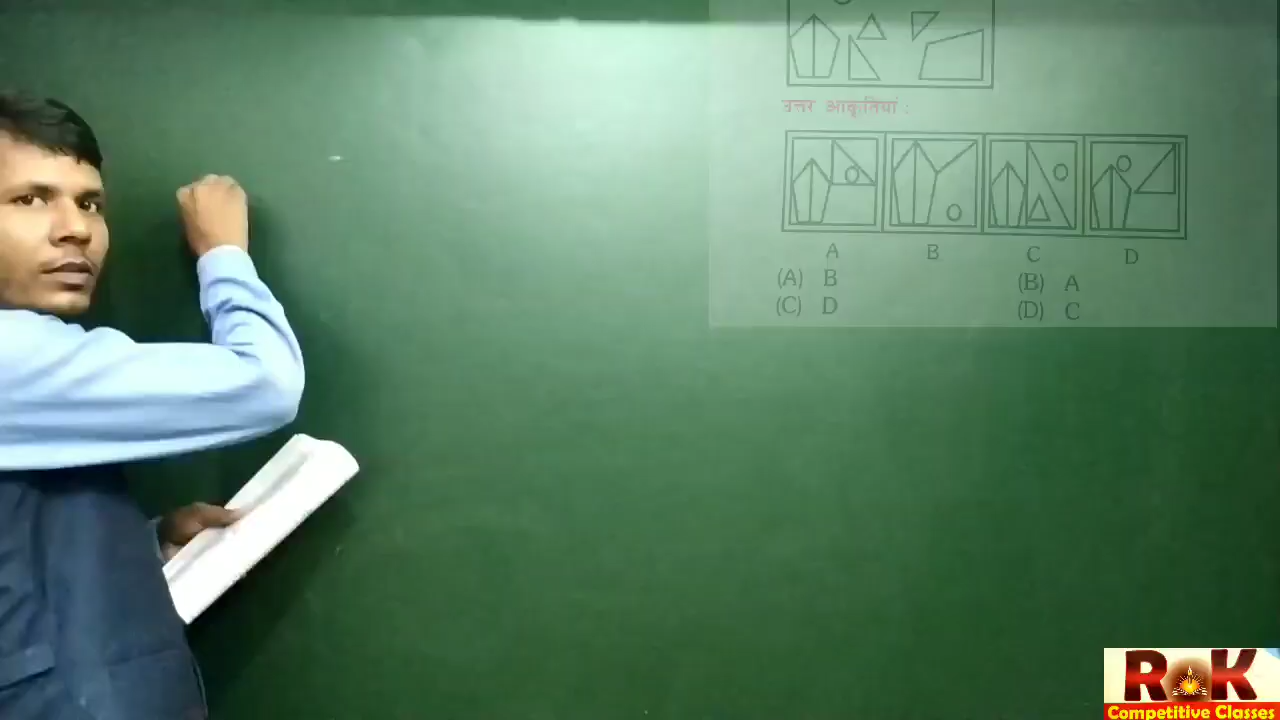 उत्तर आकृतियां :
A B C D
(A) B (B) A
(C) D (D) C
RK
Competitive Classes